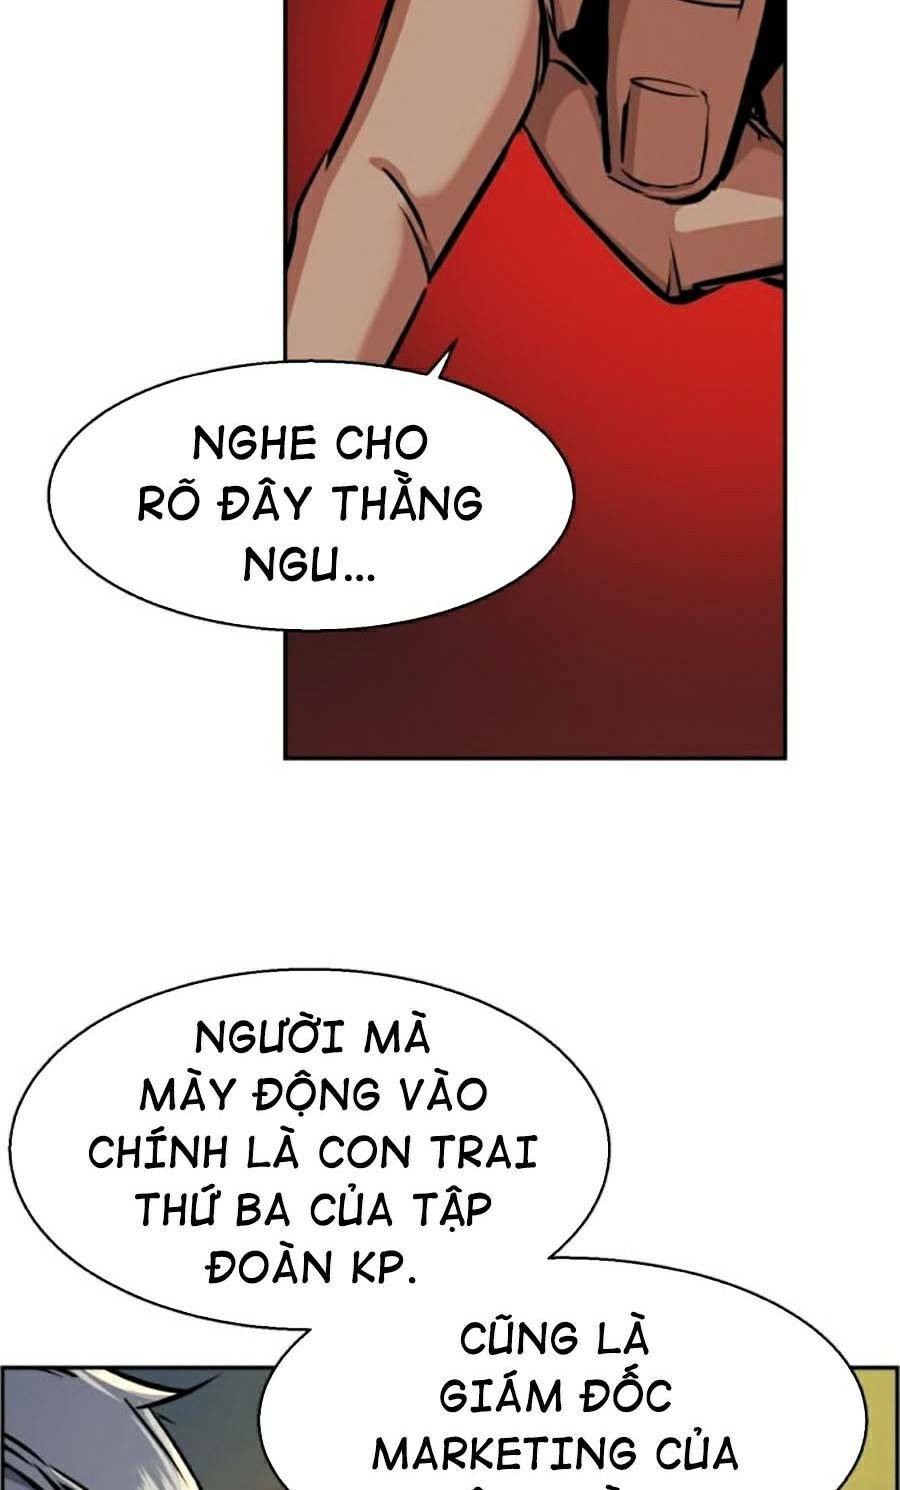 NGHE CHO
RÕ ĐÂY THẰNG
NGU...
NGƯỜI MÀ
MÀY ĐỘNG VÀO
CHÍNH LÀ CON TRAI
THỨ BA CỦA TẬP
ĐOÀN KP.
CŨNG LÀ
GIÁM ĐỐC
MARKETING CỦA